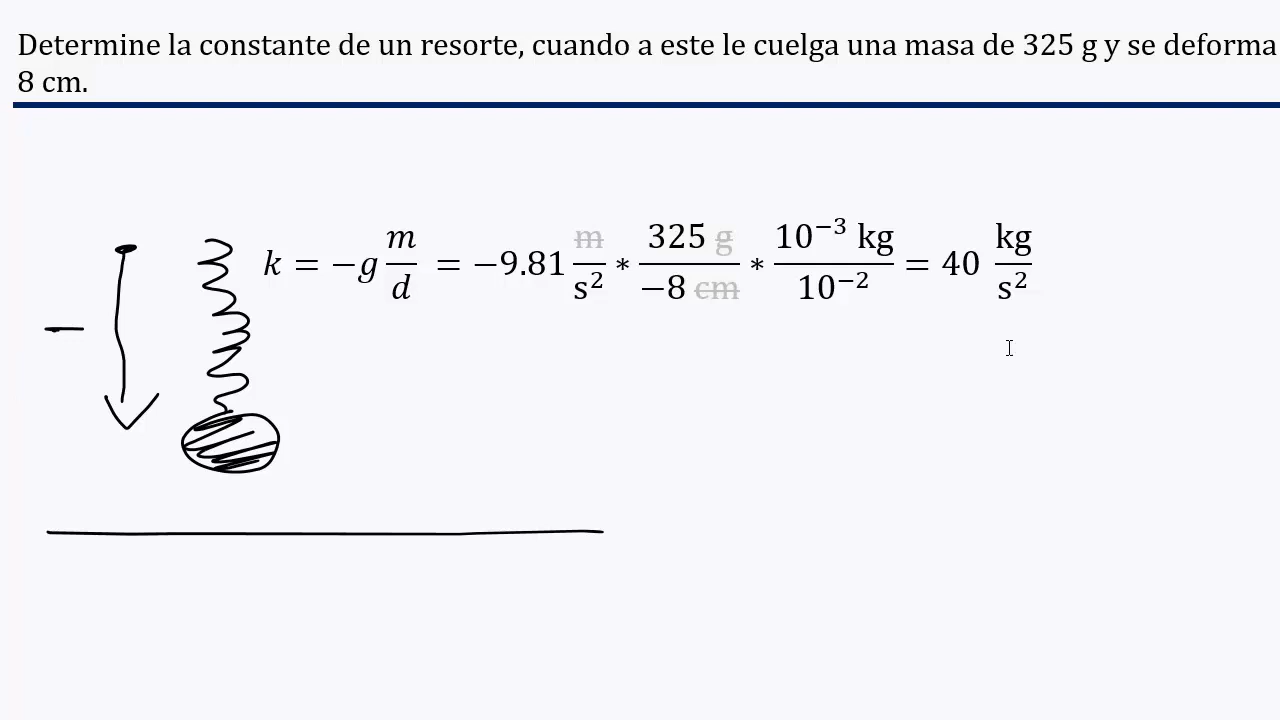 Determine la constante de un resorte, cuando a este le cuelga una masa de 325 g y se deforma
8 cm.
k = −g m/d = −9.81 m/s² * 325 g/−8 cm * 10⁻³ kg/10⁻² = 40 kg/s²